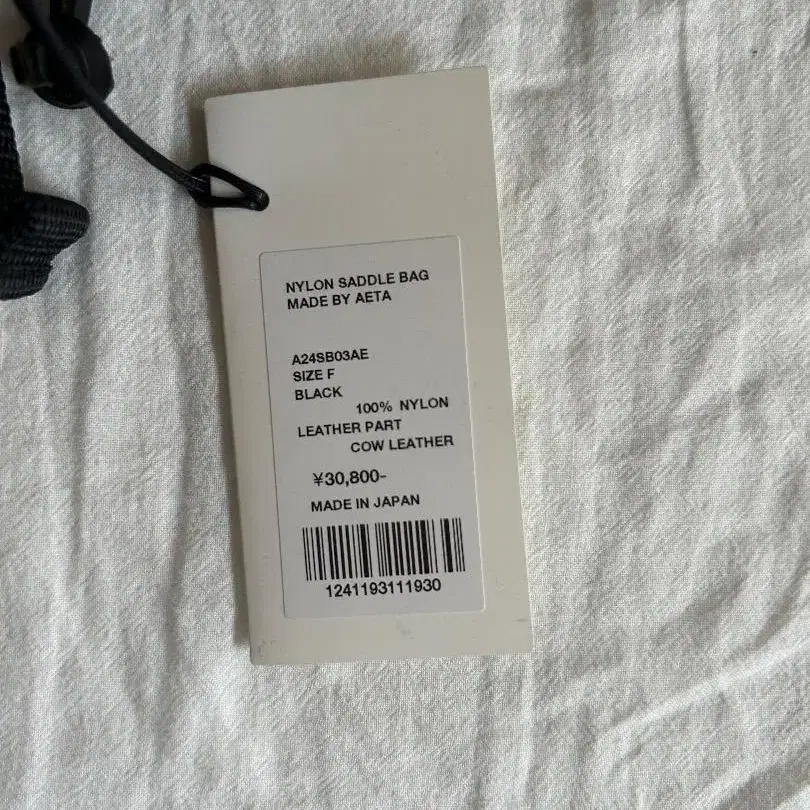 NYLON SADDLE BAG
MADE BY AETA
A24SB03AE
SIZE F
BLACK
100% NYLON
LEATHER PART
COW LEATHER
¥30,800-
MADE IN JAPAN
1241193111930